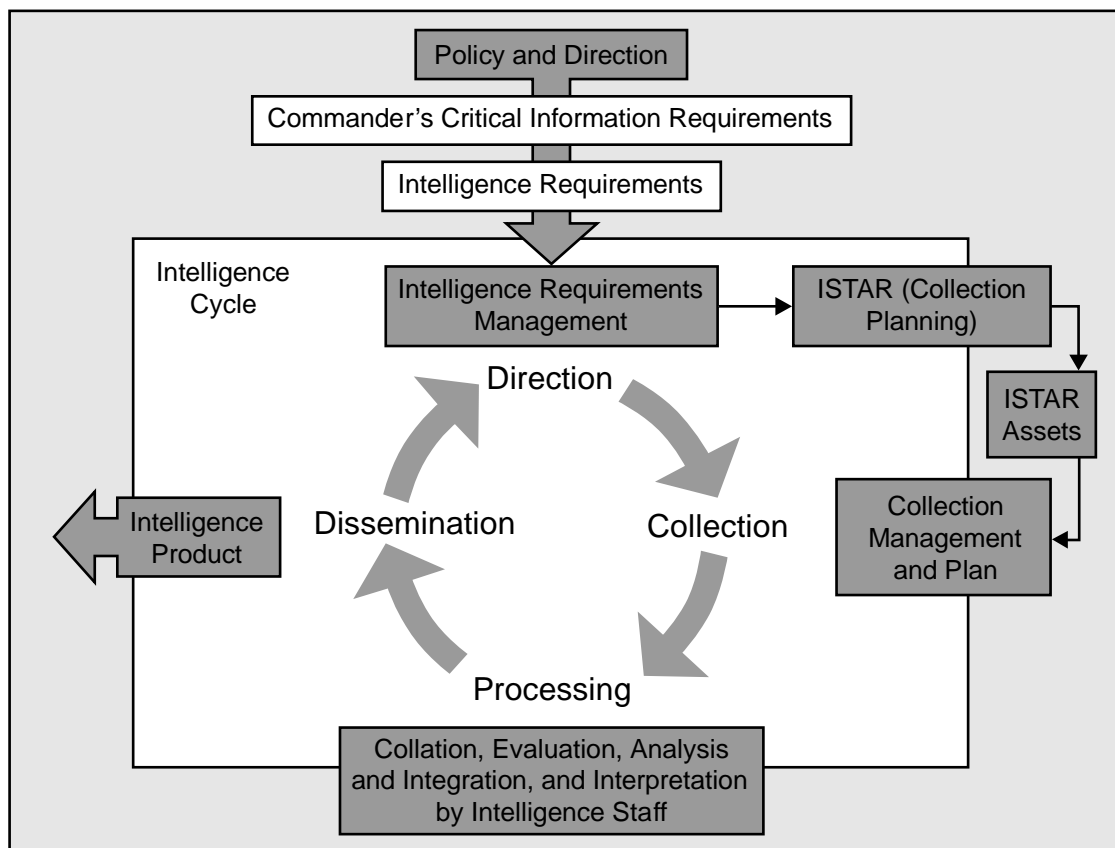 Policy and Direction
Commander's Critical Information Requirements
Intelligence Requirements
Intelligence
Cycle
Intelligence Requirements
Management
ISTAR (Collection
Planning)
Direction
ISTAR
Assets
Intelligence
Product
Dissemination
Collection
Collection
Management
and Plan
Processing
Collation, Evaluation, Analysis
and Integration, and Interpretation
by Intelligence Staff